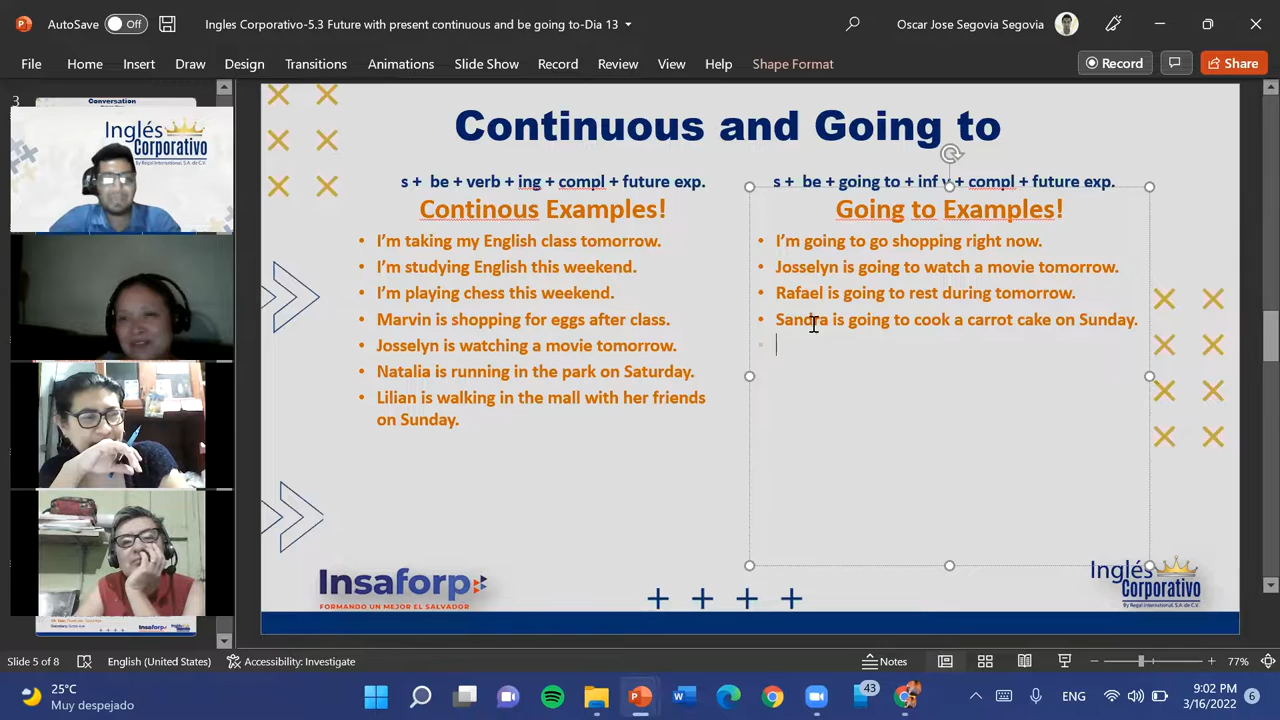 AutoSave
Off
Ingles Corporativo-5.3 Future with present continuous and be going to-Dia 13
Oscar Jose Segovia Segovia
File
Home
Insert
Draw
Design
Transitions
Animations
Slide Show
Record
Review
View
Help
Shape Format
Record
Share
3
Conversation
Inglés
Corporativo
By Regal International, S.A. de C.V.
Continuous and Going to
s + be + verb + ing + compl + future exp.
Continous Examples!
• I'm taking my English class tomorrow.
• I'm studying English this weekend.
• I'm playing chess this weekend.
• Marvin is shopping for eggs after class.
• Josselyn is watching a movie tomorrow.
• Natalia is running in the park on Saturday.
• Lilian is walking in the mall with her friends
on Sunday.
s + be + going to + inf v + compl + future exp.
Going to Examples!
• I'm going to go shopping right now.
• Josselyn is going to watch a movie tomorrow.
• Rafael is going to rest during tomorrow.
• Sandra is going to cook a carrot cake on Sunday.
Insaforp
FORMANDO UN MEJOR EL SALVADOR
Inglés
Corporativo
By Regal International, S.A. de C.V.
Insaforp
Slide 5 of 8
English (United States)
Accessibility: Investigate
Notes
77%
25°C
Muy despejado
43
ENG
9:02 PM
3/16/2022
6